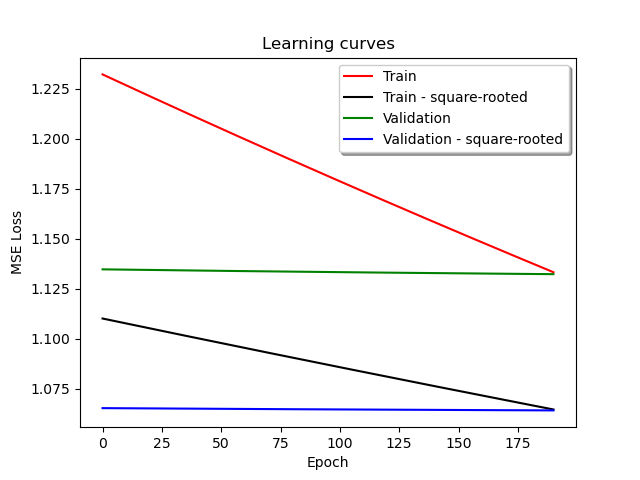 Learning curves
Train
Train - square-rooted
Validation
Validation - square-rooted
MSE Loss
1.225
1.200
1.175
1.150
1.125
1.100
1.075
0 25 50 75 100 125 150 175
Epoch